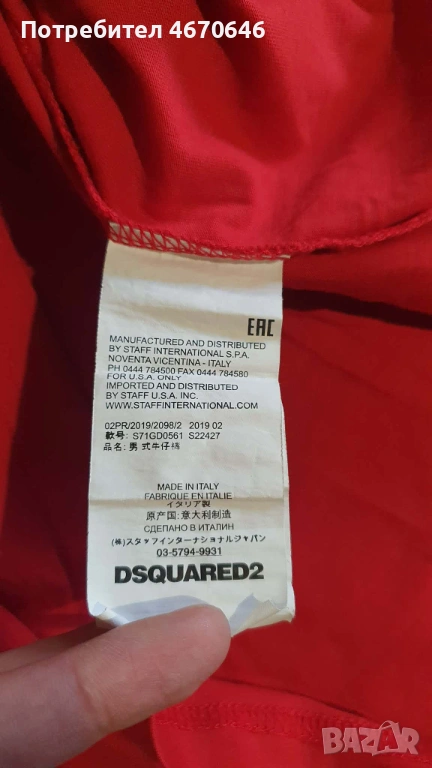 Потребител 4670646
EAC
MANUFACTURED AND DISTRIBUTED
BY STAFF INTERNATIONAL S.P.A.
NOVENTA VICENTINA - ITALY
PH 0444 784500 FAX 0444 784580
FOR U.S.A. ONLY
IMPORTED AND DISTRIBUTED
BY STAFF U.S.A. INC.
WWW.STAFFINTERNATIONAL.COM
02PR/2019/2098/2 2019 02
款号: S71GD0561 S22427
品名: 男 式牛仔裤
MADE IN ITALY
FABRIQUE EN ITALIE
イタリア製
原产国:意大利制造
СДЕЛАНО В ИТАЛИИ
(株)スタッフインターナショナルジャパン
03-5794-9931
DSQUARED2
BAZAR